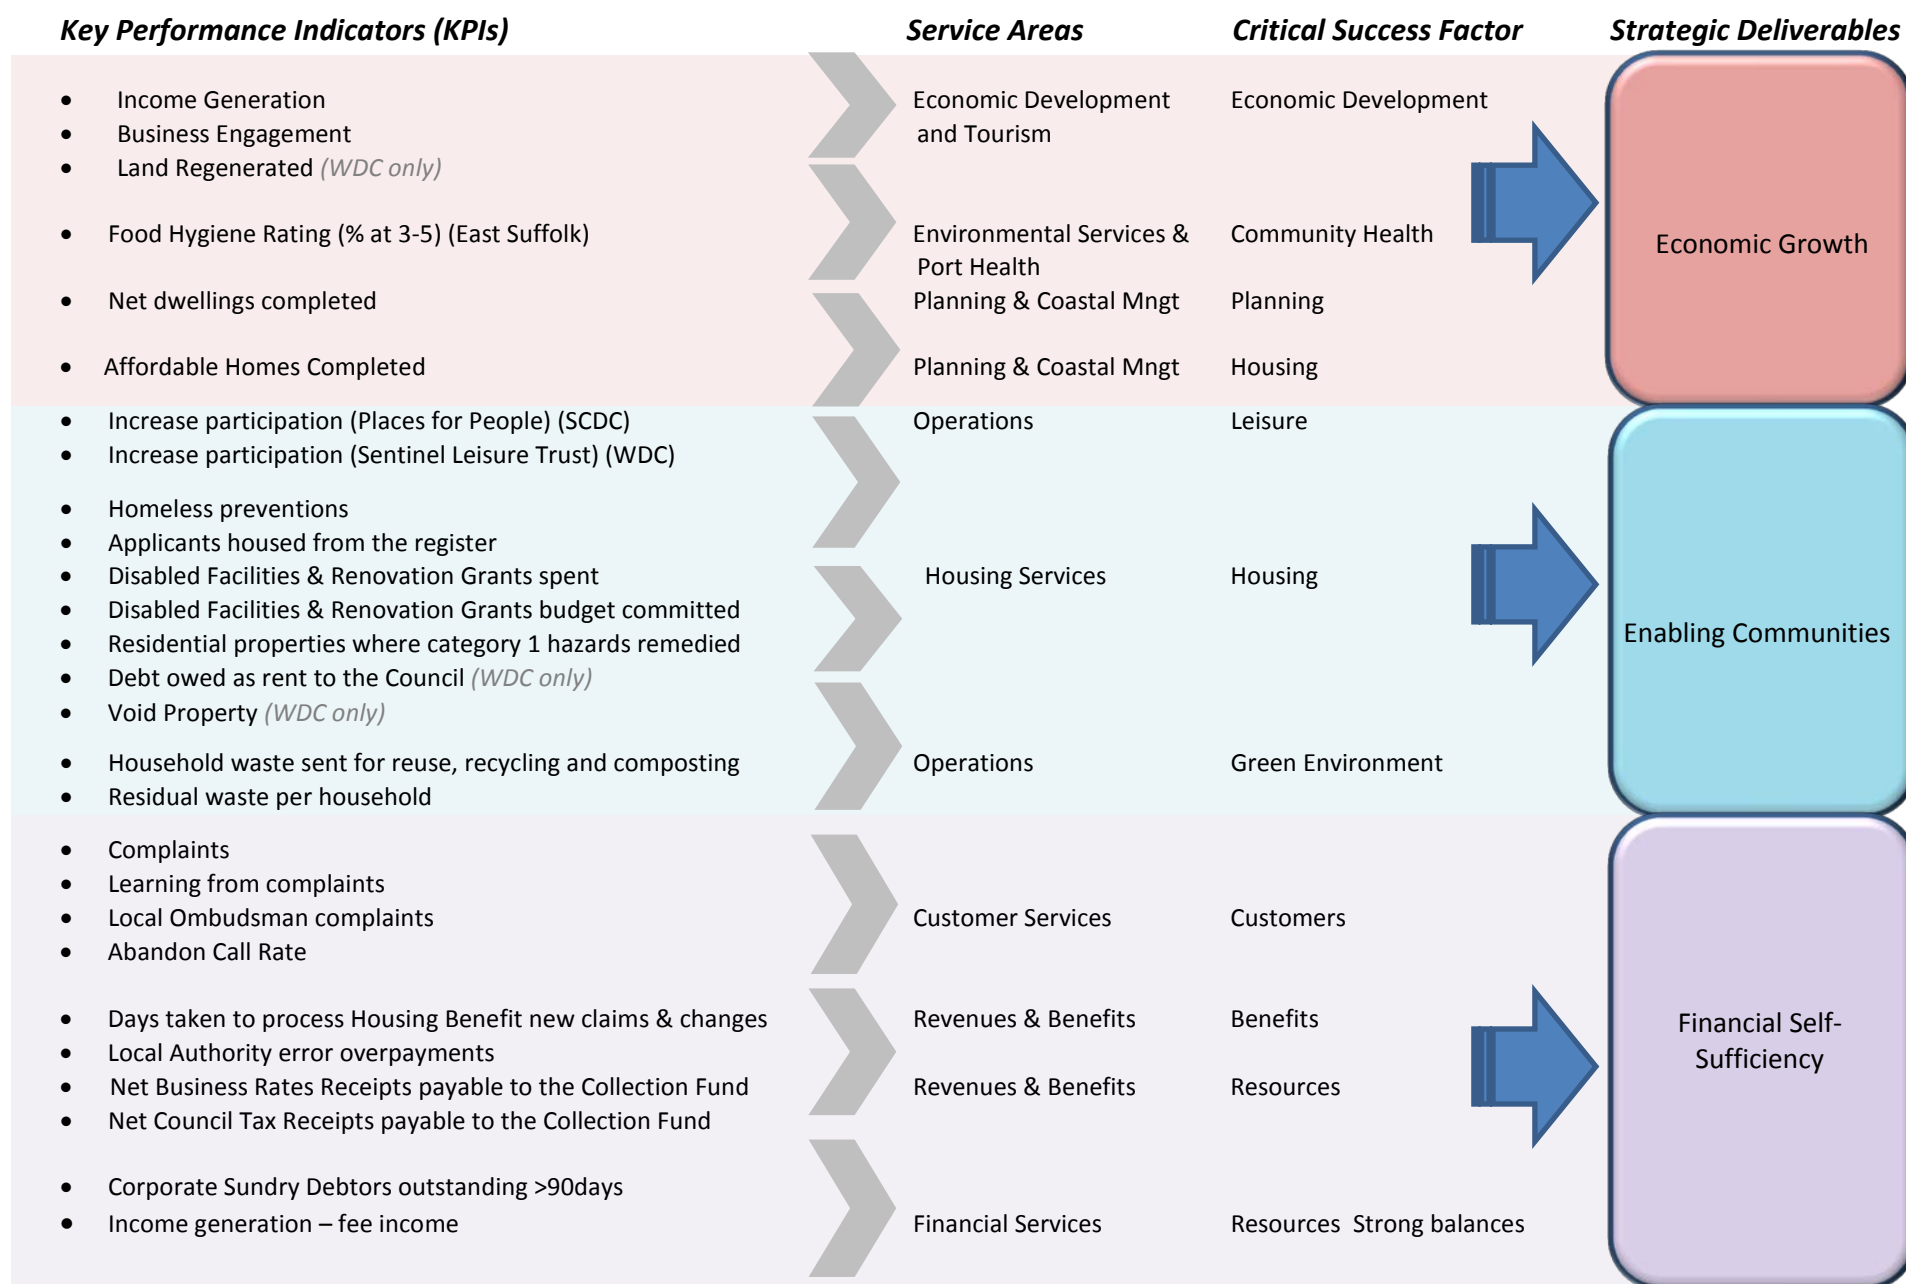 Key Performance Indicators (KPIs) Service Areas Critical Success Factor Strategic Deliverables
• Income Generation Economic Development Economic Development
• Business Engagement and Tourism
• Land Regenerated (WDC only)
• Food Hygiene Rating (% at 3-5) (East Suffolk) Environmental Services & Community Health
Economic Growth
Port Health
• Net dwellings completed Planning & Coastal Mngt Planning
• Affordable Homes Completed Planning & Coastal Mngt Housing
• Increase participation (Places for People) (SCDC) Operations Leisure
• Increase participation (Sentinel Leisure Trust) (WDC)
• Homeless preventions
• Applicants housed from the register
• Disabled Facilities & Renovation Grants spent Housing Services Housing
• Disabled Facilities & Renovation Grants budget committed
• Residential properties where category 1 hazards remedied Enabling Communities
• Debt owed as rent to the Council (WDC only)
• Void Property (WDC only)
• Household waste sent for reuse, recycling and composting Operations Green Environment
• Residual waste per household
• Complaints
• Learning from complaints
• Local Ombudsman complaints Customer Services Customers
• Abandon Call Rate
• Days taken to process Housing Benefit new claims & changes Revenues & Benefits Benefits Financial Self-
• Local Authority error overpayments Sufficiency
• Net Business Rates Receipts payable to the Collection Fund Revenues & Benefits Resources
• Net Council Tax Receipts payable to the Collection Fund
• Corporate Sundry Debtors outstanding >90days
• Income generation – fee income Financial Services Resources Strong balances